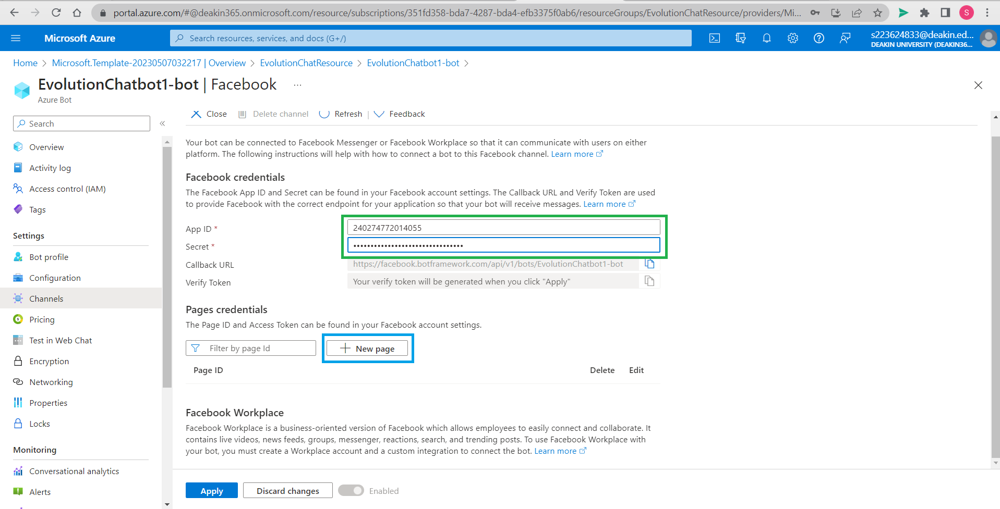 portal.azure.com/#@deakin365.onmicrosoft.com/resource/subscriptions/351fd358-bda7-4287-bda4-efb3375f0ab6/resourceGroups/EvolutionChatResource/providers/Mi...
S
Microsoft Azure
Search resources, services, and docs (G+/)
s223624833@deakin.ed...
DEAKIN UNIVERSITY (DEAKIN36...
Home > Microsoft.Template-20230507032217 | Overview > EvolutionChatResource > EvolutionChatbot1-bot >
EvolutionChatbot1-bot | Facebook ...
Azure Bot
Search
«
Overview
Activity log
Access control (IAM)
Tags
Settings
Bot profile
Configuration
Channels
Pricing
Test in Web Chat
Encryption
Networking
Properties
Locks
Monitoring
Conversational analytics
Alerts
Close Delete channel Refresh | Feedback
Your bot can be connected to Facebook Messenger or Facebook Workplace so that it can communicate with users on either
platform. The following instructions will help with how to connect a bot to this Facebook channel. Learn more
Facebook credentials
The Facebook App ID and Secret can be found in your Facebook account settings. The Callback URL and Verify Token are used
to provide Facebook with the correct endpoint for your application so that your bot will receive messages. Learn more
App ID * 240274772014055
Secret * ••••••••••••••••••••••••••••••••
Callback URL https://facebook.botframework.com/api/v1/bots/EvolutionChatbot1-bot
Verify Token Your verify token will be generated when you click "Apply"
Pages credentials
The Page ID and Access Token can be found in your Facebook account settings.
Filter by page Id New page
Page ID Delete Edit
Facebook Workplace
Facebook Workplace is a business-oriented version of Facebook which allows employees to easily connect and collaborate. It
contains live videos, news feeds, groups, messenger, reactions, search, and trending posts. To use Facebook Workplace with
your bot, you must create a Workplace account and a custom integration to connect the bot. Learn more
Apply Discard changes Enabled